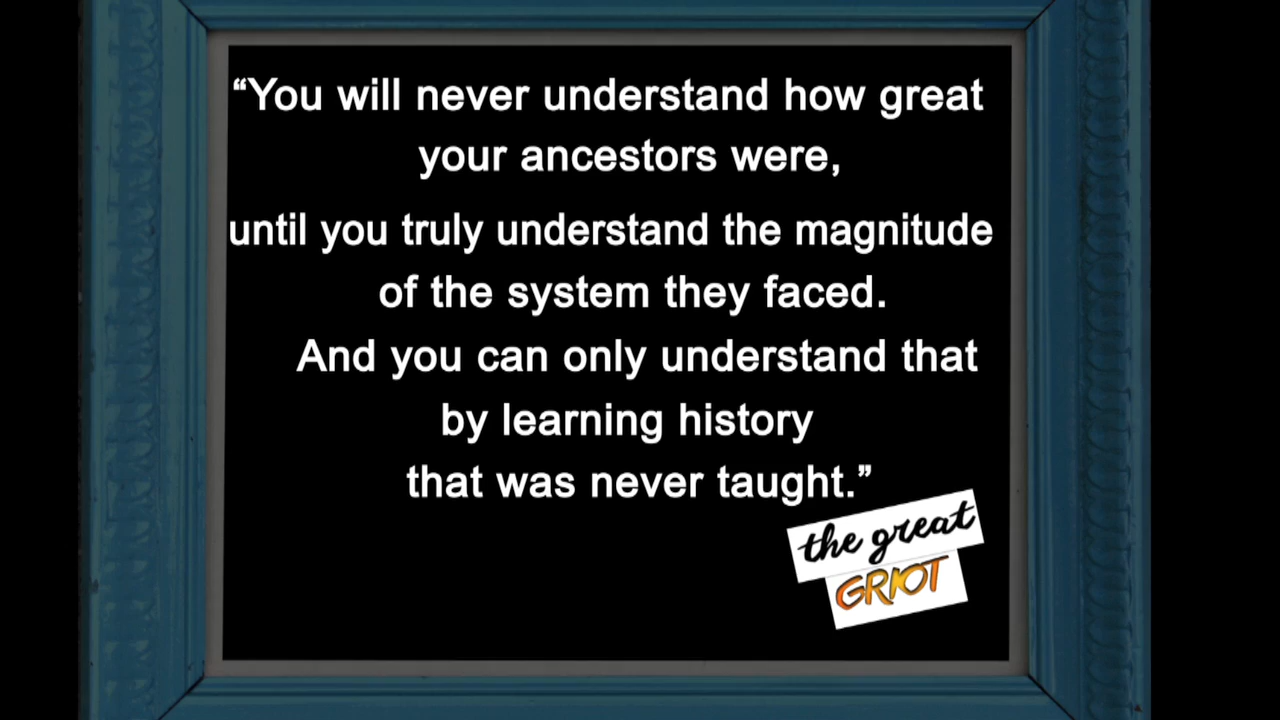 “You will never understand how great
your ancestors were,
until you truly understand the magnitude
of the system they faced.
And you can only understand that
by learning history
that was never taught.”
the great
GRIOT